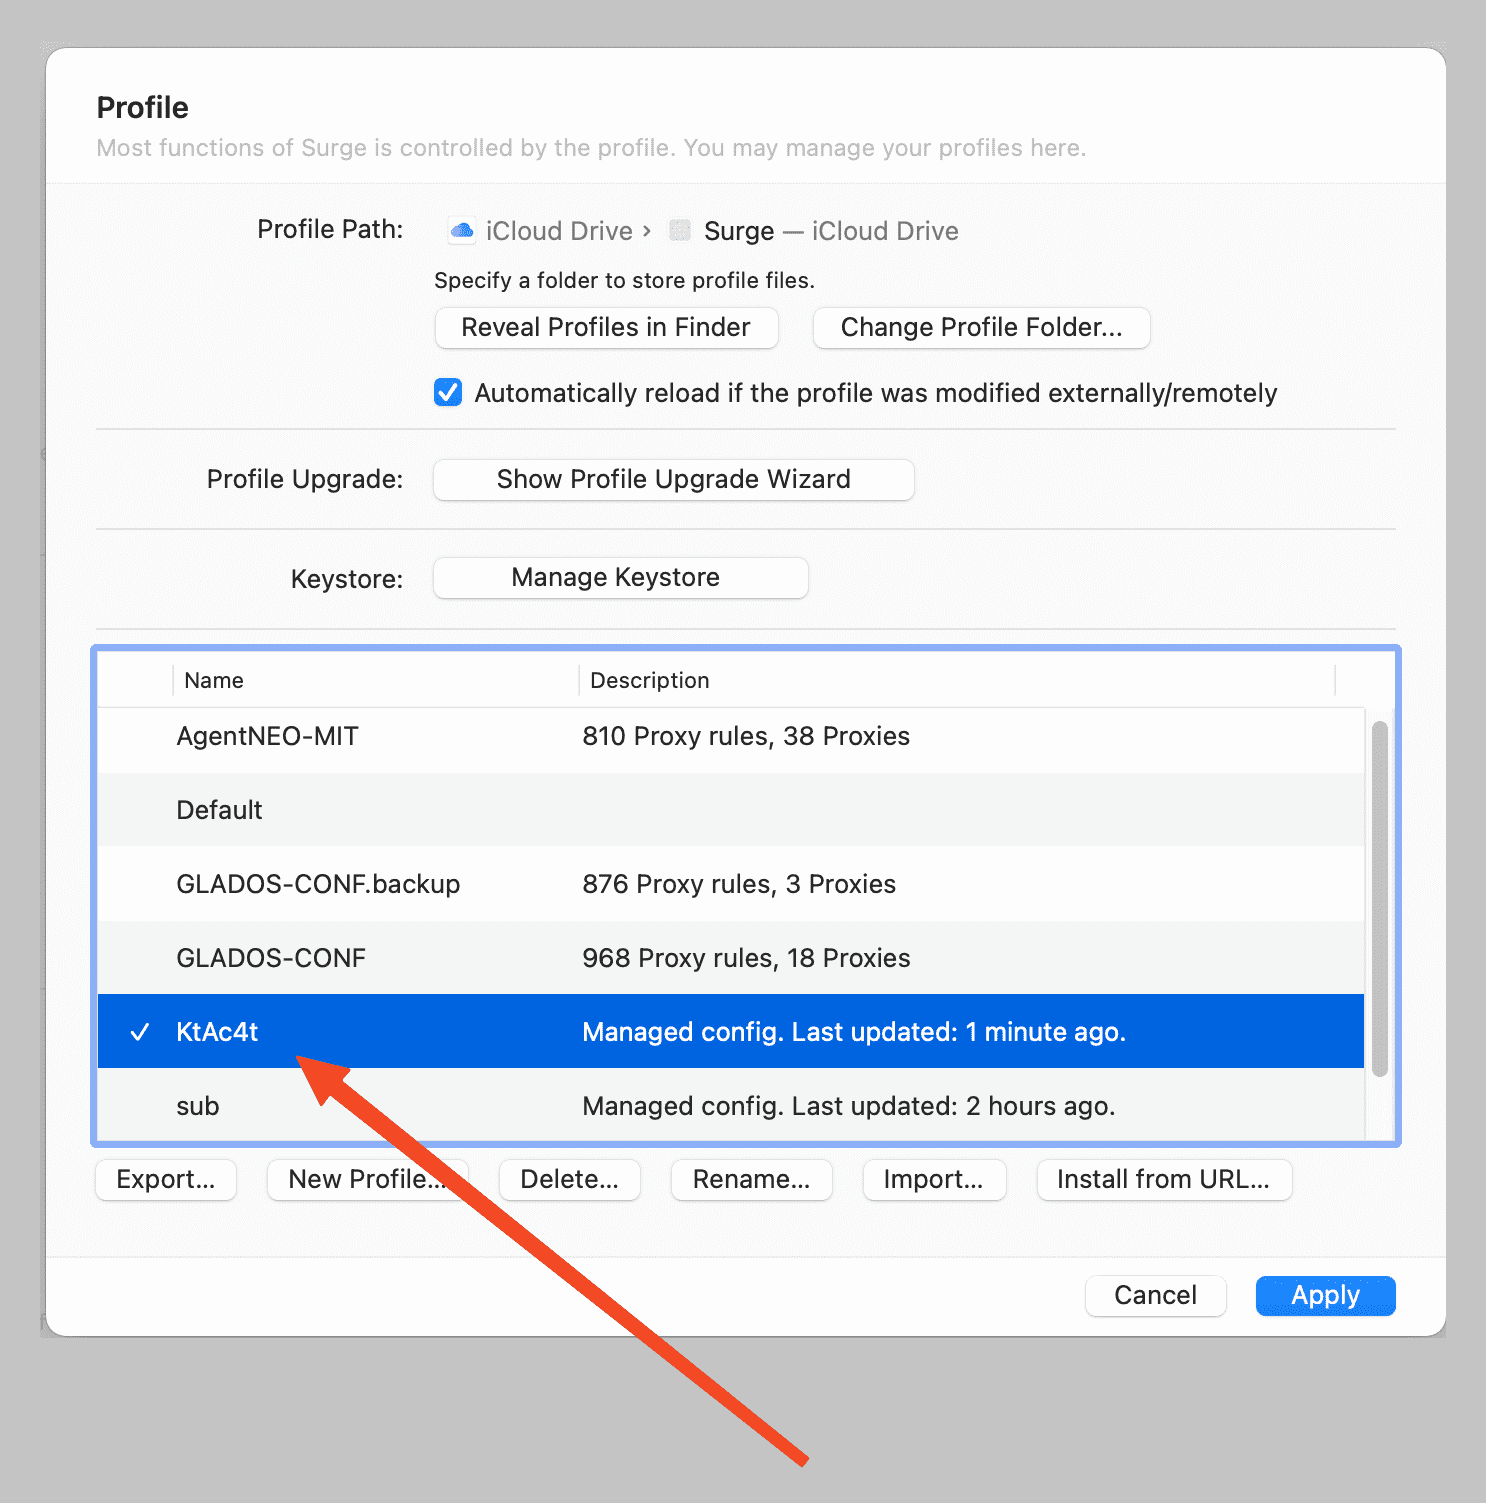 Profile
Most functions of Surge is controlled by the profile. You may manage your profiles here.
Profile Path: iCloud Drive › Surge — iCloud Drive
Specify a folder to store profile files.
Reveal Profiles in Finder Change Profile Folder...
Automatically reload if the profile was modified externally/remotely
Profile Upgrade: Show Profile Upgrade Wizard
Keystore: Manage Keystore
Name Description
AgentNEO-MIT 810 Proxy rules, 38 Proxies
Default
GLADOS-CONF.backup 876 Proxy rules, 3 Proxies
GLADOS-CONF 968 Proxy rules, 18 Proxies
✓ KtAc4t Managed config. Last updated: 1 minute ago.
sub Managed config. Last updated: 2 hours ago.
Export... New Profile... Delete... Rename... Import... Install from URL...
Cancel Apply